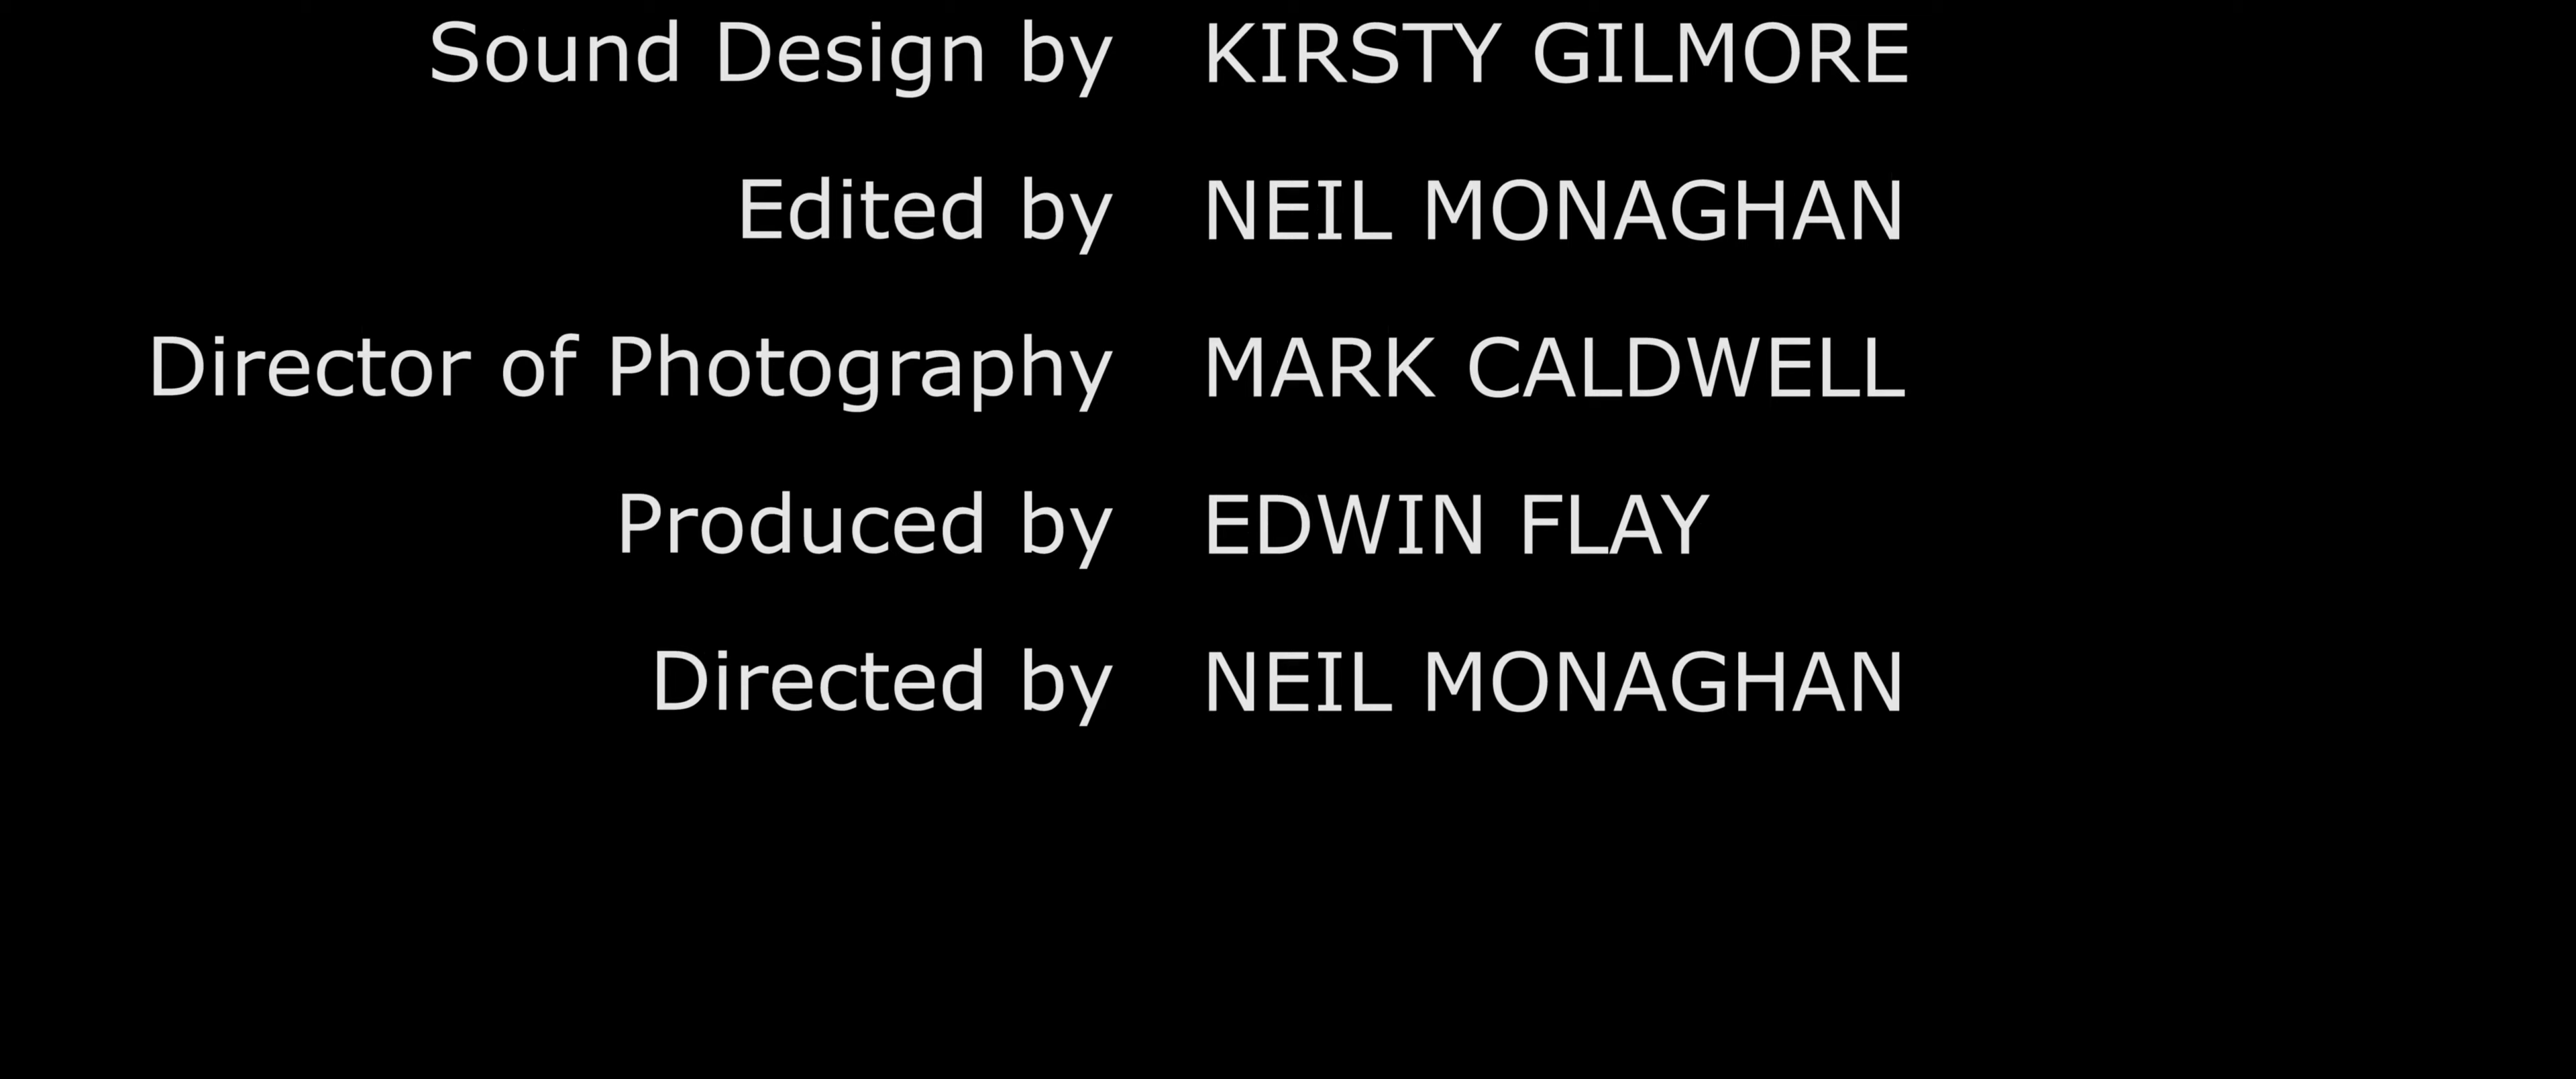 Sound Design by KIRSTY GILMORE
Edited by NEIL MONAGHAN
Director of Photography MARK CALDWELL
Produced by EDWIN FLAY
Directed by NEIL MONAGHAN